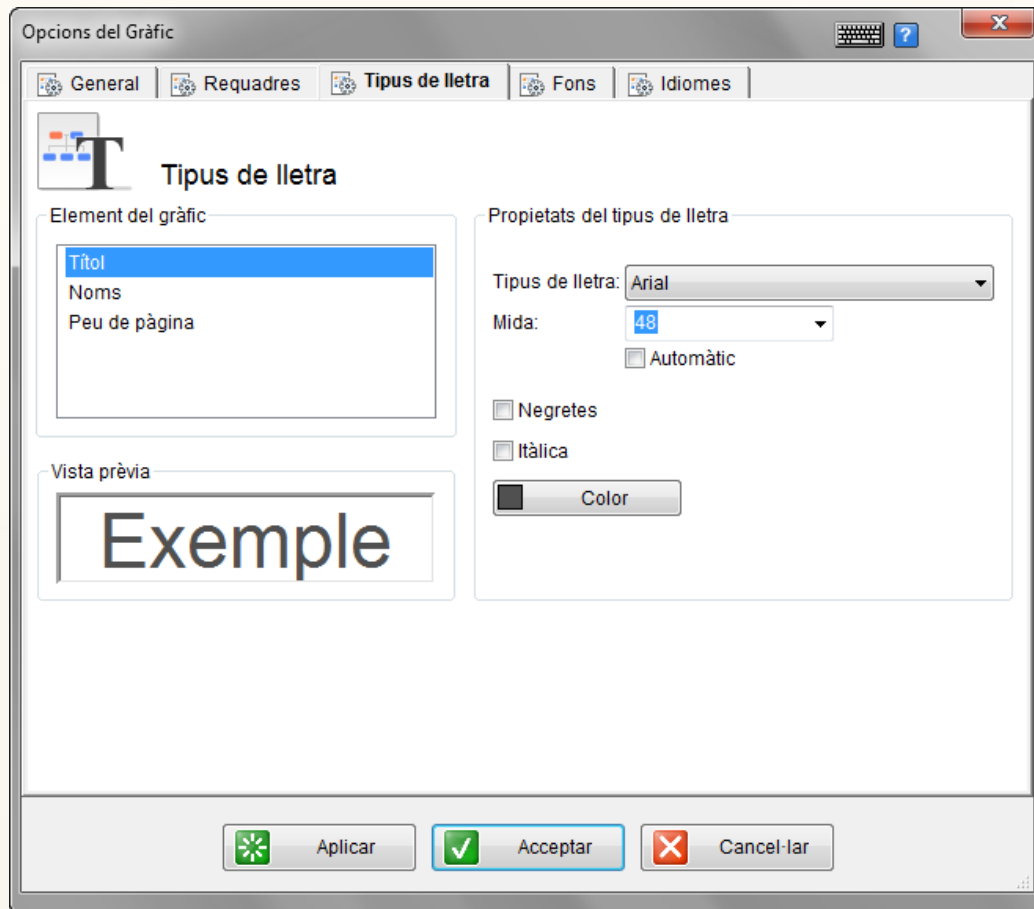 Opcions del Gràfic
?
X
General
Requadres
Tipus de lletra
Fons
Idiomes
T
Tipus de lletra
Element del gràfic
Títol
Noms
Peu de pàgina
Vista prèvia
Exemple
Propietats del tipus de lletra
Tipus de lletra: Arial
Mida: 48
Automàtic
Negretes
Itàlica
Color
Aplicar
Acceptar
Cancel·lar